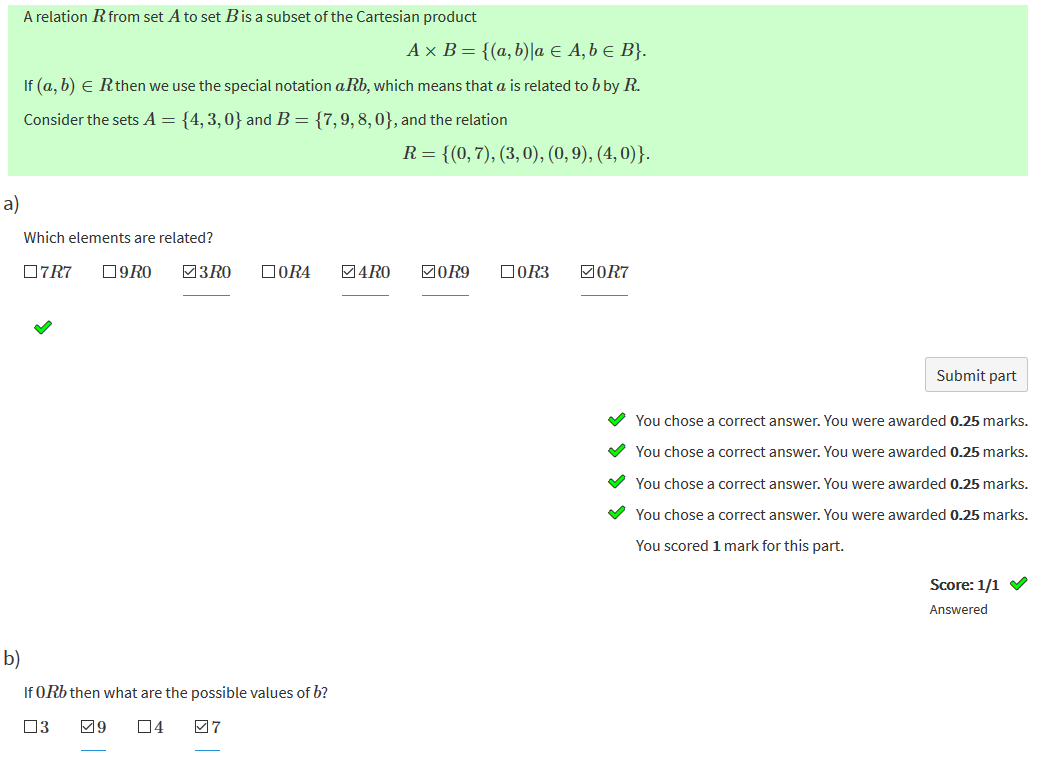 A relation R from set A to set B is a subset of the Cartesian product
A × B = {(a, b)|a ∈ A, b ∈ B}.
If (a, b) ∈ R then we use the special notation aRb, which means that a is related to b by R.
Consider the sets A = {4, 3, 0} and B = {7, 9, 8, 0}, and the relation
R = {(0, 7), (3, 0), (0, 9), (4, 0)}.
a)
Which elements are related?
7R7 9R0 3R0 0R4 4R0 0R9 0R3 0R7
Submit part
You chose a correct answer. You were awarded 0.25 marks.
You chose a correct answer. You were awarded 0.25 marks.
You chose a correct answer. You were awarded 0.25 marks.
You chose a correct answer. You were awarded 0.25 marks.
You scored 1 mark for this part.
Score: 1/1
Answered
b)
If 0Rb then what are the possible values of b?
3 9 4 7